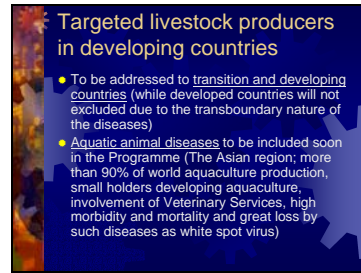 Targeted livestock producers
in developing countries
To be addressed to transition and developing
countries (while developed countries will not
excluded due to the transboundary nature of
the diseases)
Aquatic animal diseases to be included soon
in the Programme (The Asian region; more
than 90% of world aquaculture production,
small holders developing aquaculture,
involvement of Veterinary Services, high
morbidity and mortality and great loss by
such diseases as white spot virus)